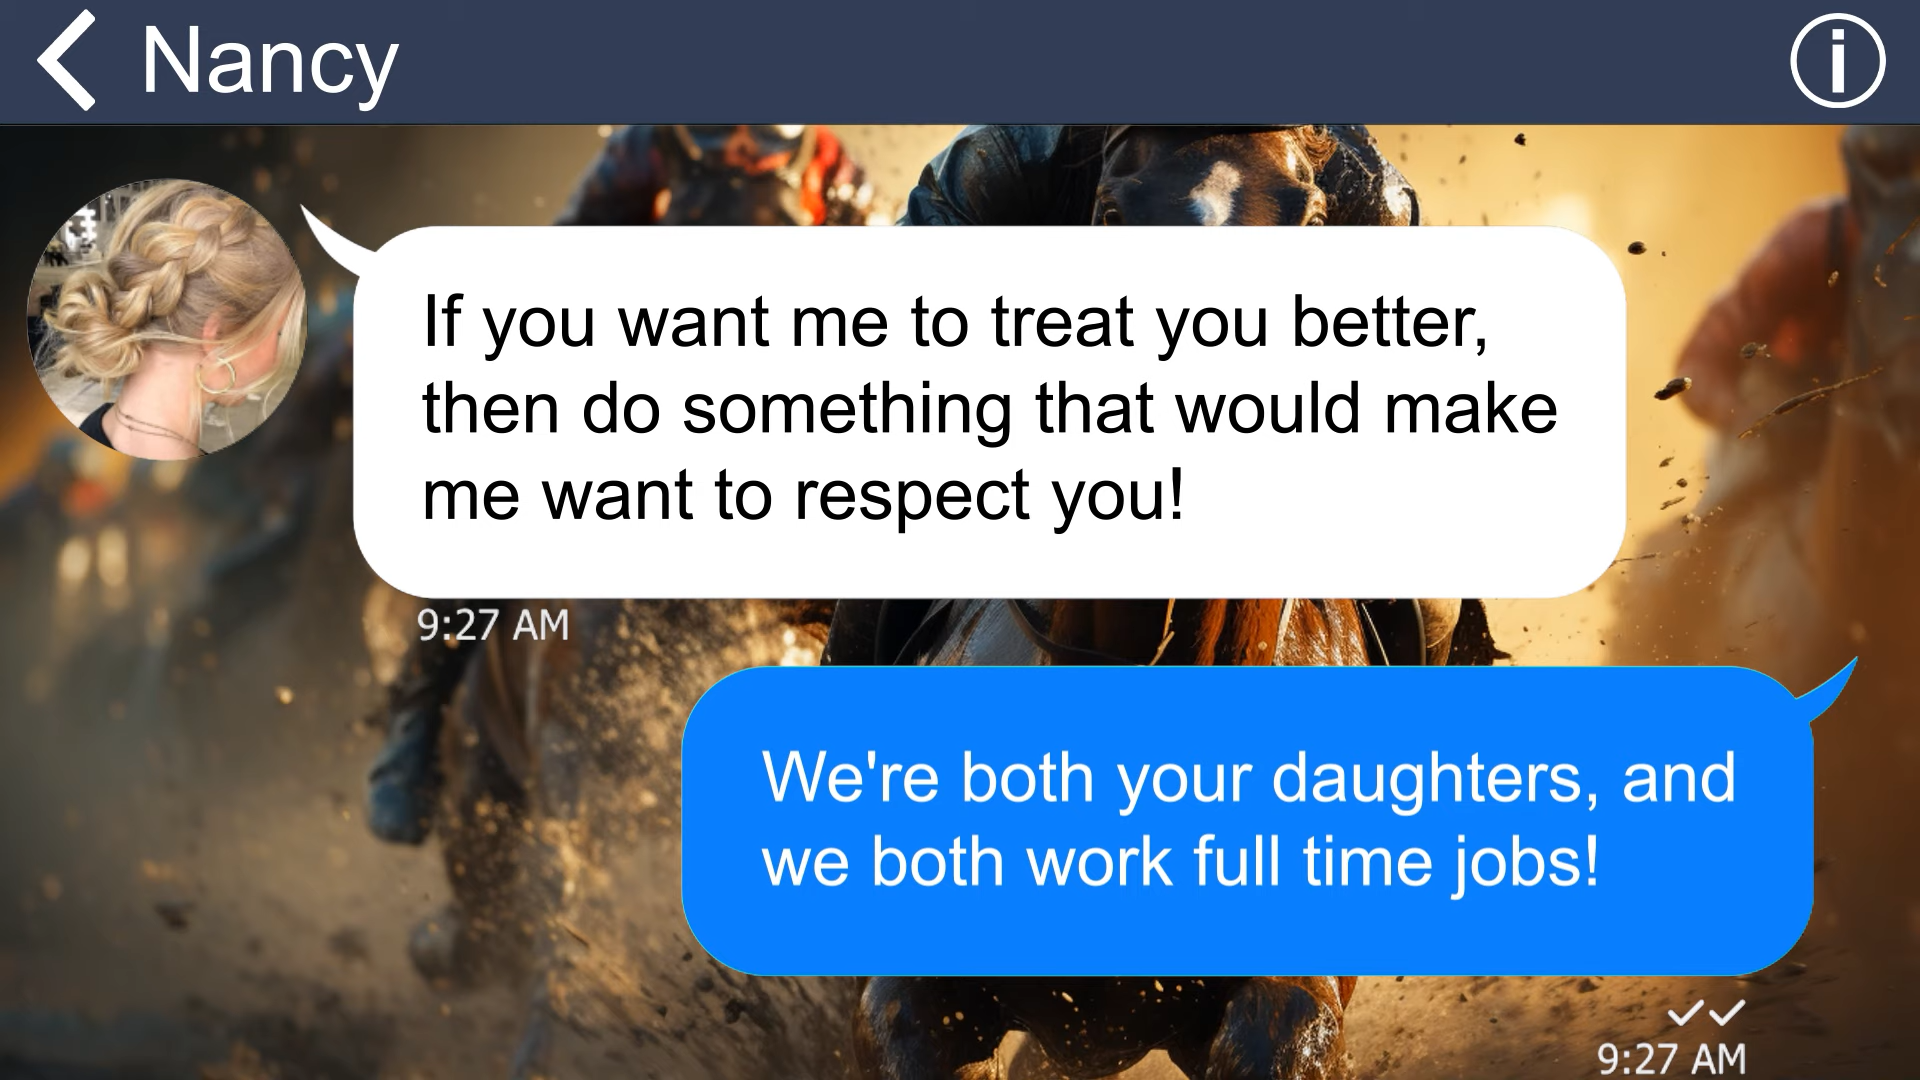 Nancy
If you want me to treat you better,
then do something that would make
me want to respect you!
9:27 AM
We're both your daughters, and
we both work full time jobs!
9:27 AM